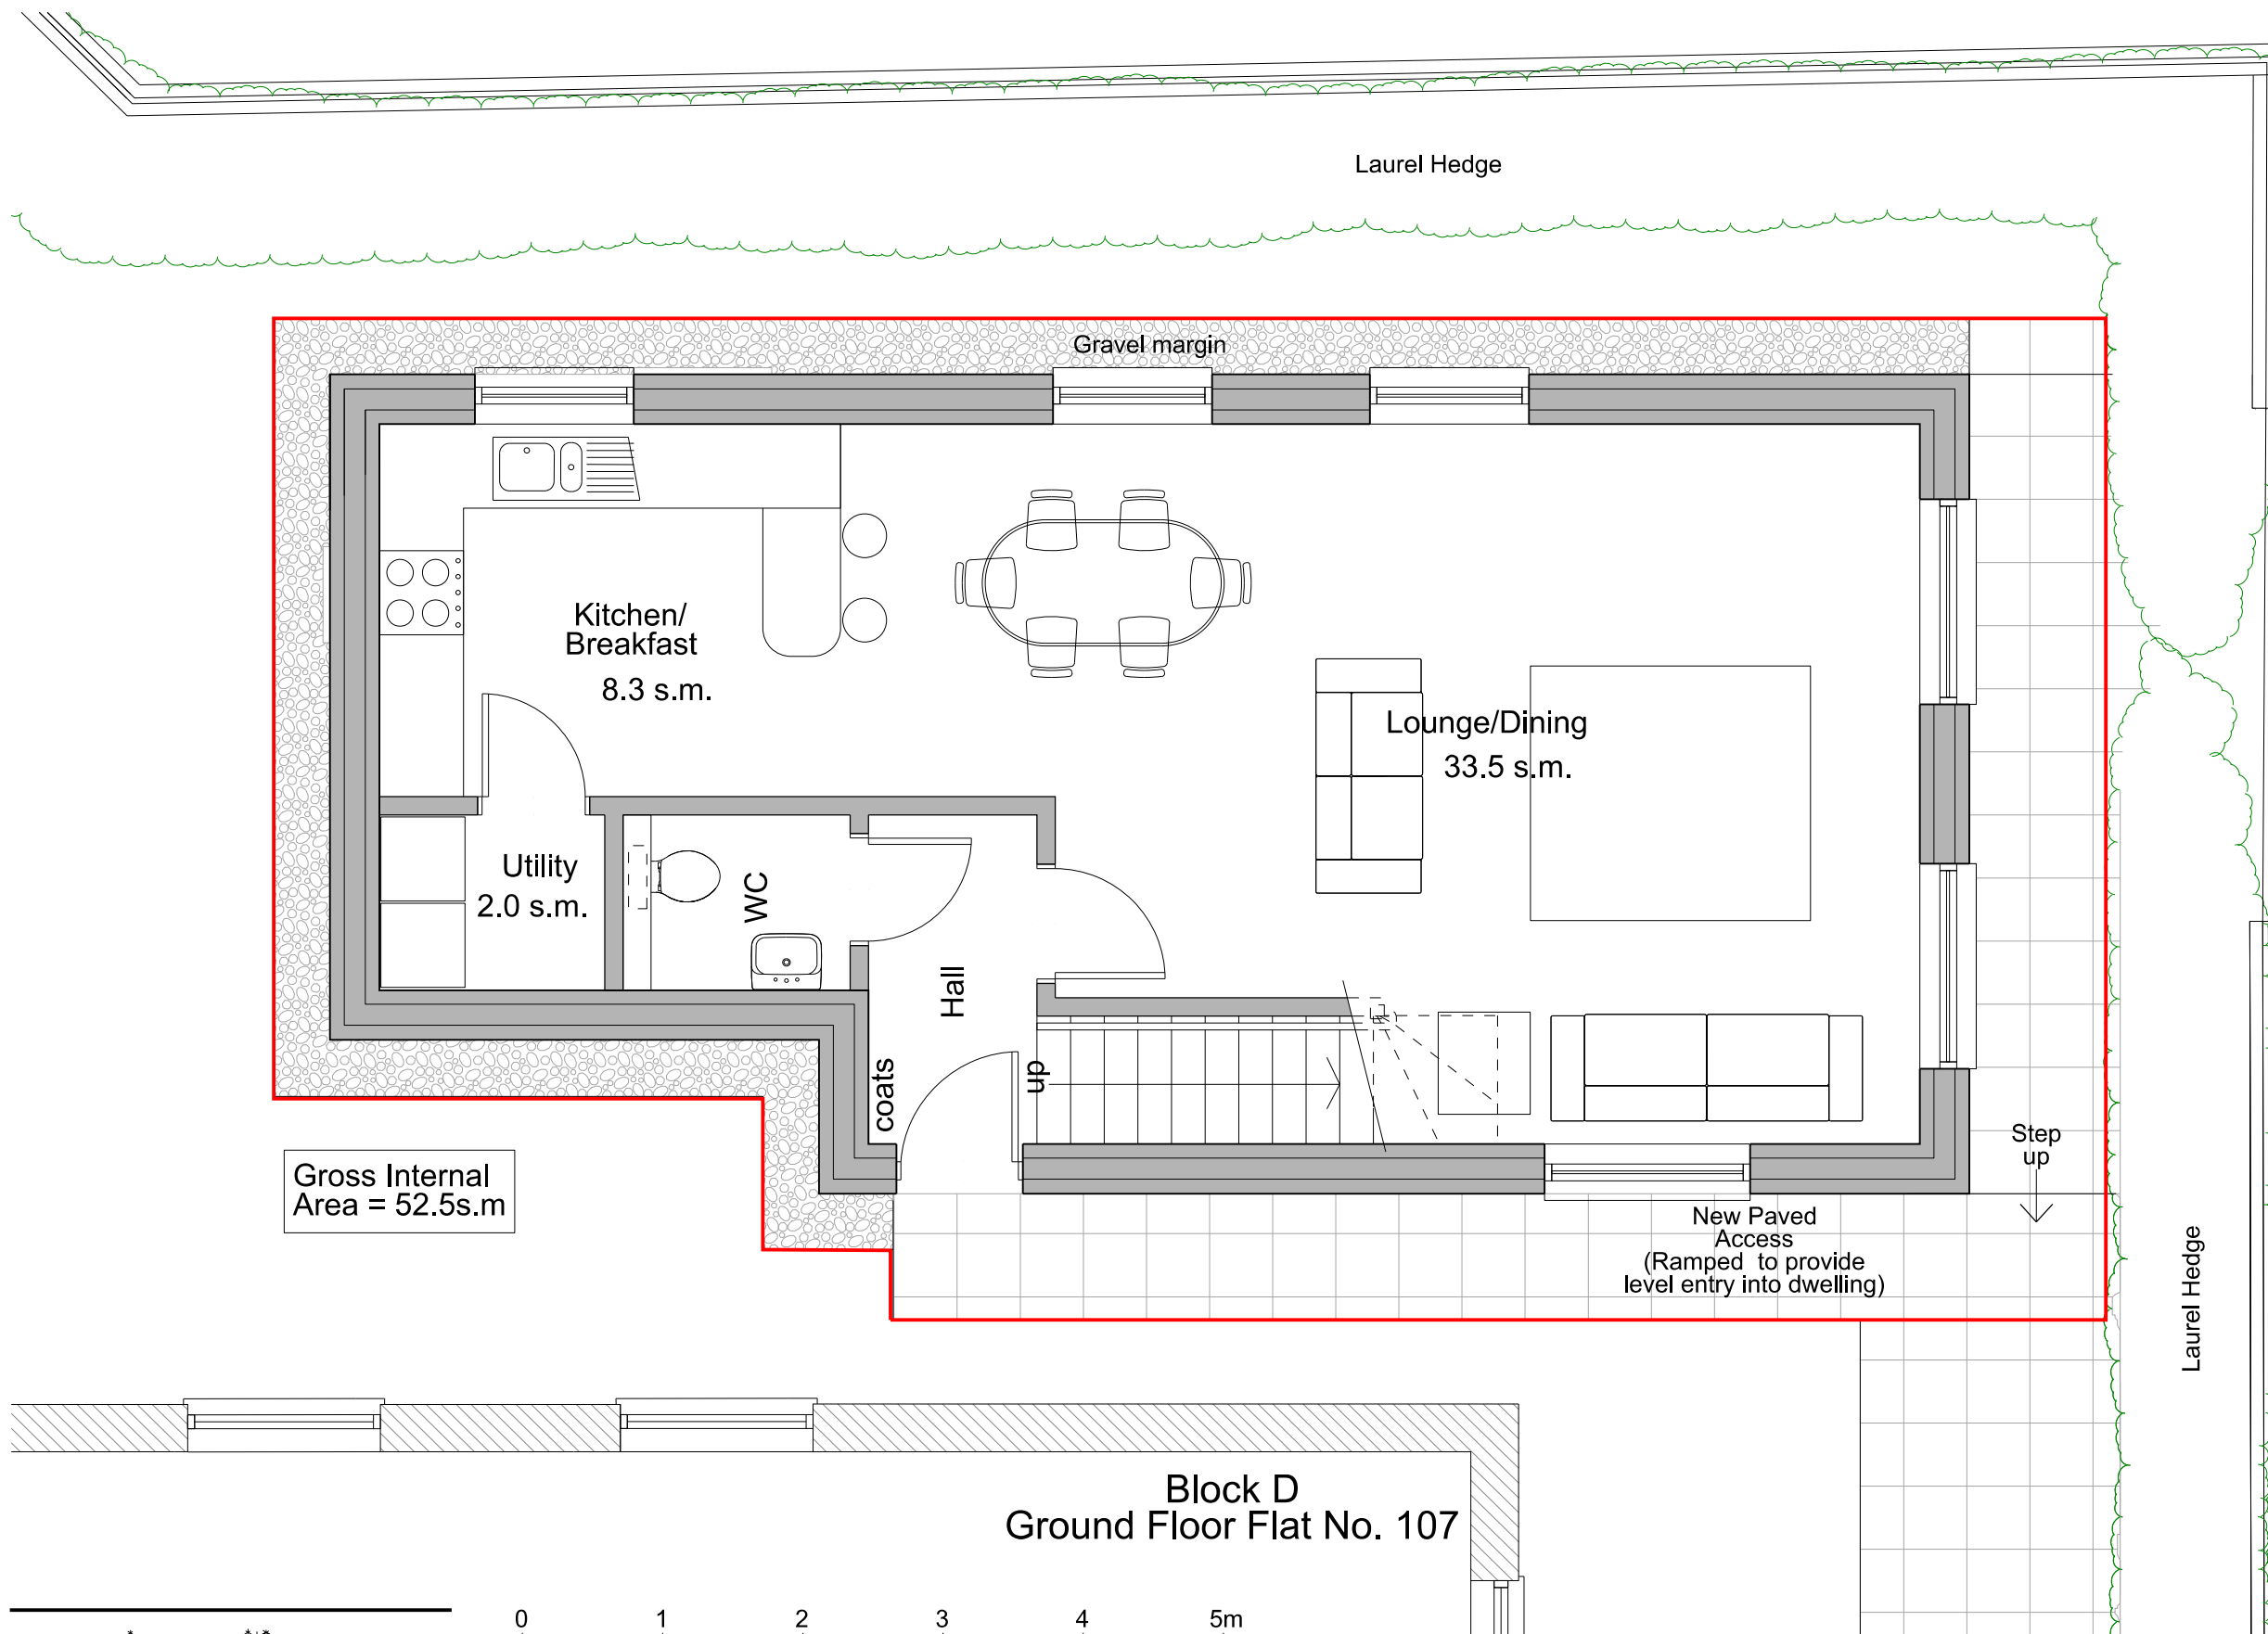 Laurel Hedge
Gravel margin
Kitchen/
Breakfast
8.3 s.m.
Lounge/Dining
33.5 s.m.
Utility
2.0 s.m.
WC
Hall
coats
up
Step
up
Gross Internal
Area = 52.5s.m
New Paved
Access
(Ramped to provide
level entry into dwelling)
Laurel Hedge
Block D
Ground Floor Flat No. 107
0 1 2 3 4 5m